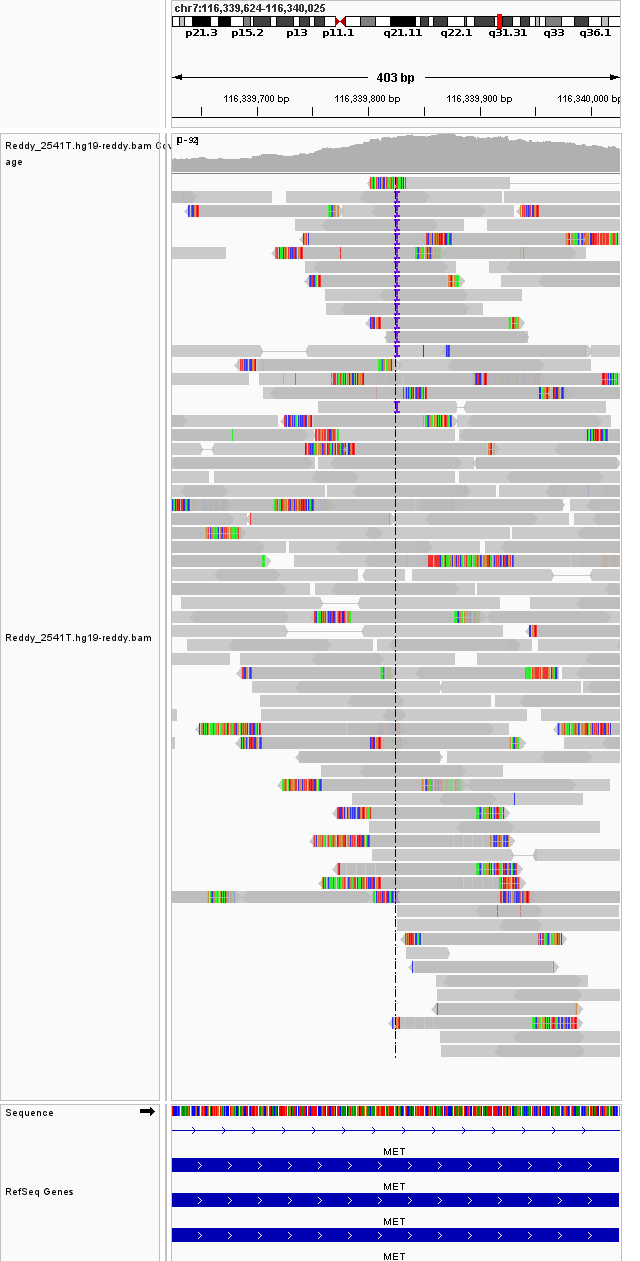 chr7:116,339,624-116,340,025
p21.3 p15.2 p13 p11.1 q21.11 q22.1 q31.31 q33 q36.1
403 bp
116,339,700 bp 116,339,800 bp 116,339,900 bp 116,340,000 bp
[0-92]
Reddy_2541T.hg19-reddy.bam Cov
age
Reddy_2541T.hg19-reddy.bam
Sequence
MET
RefSeq Genes
MET
MET
MET